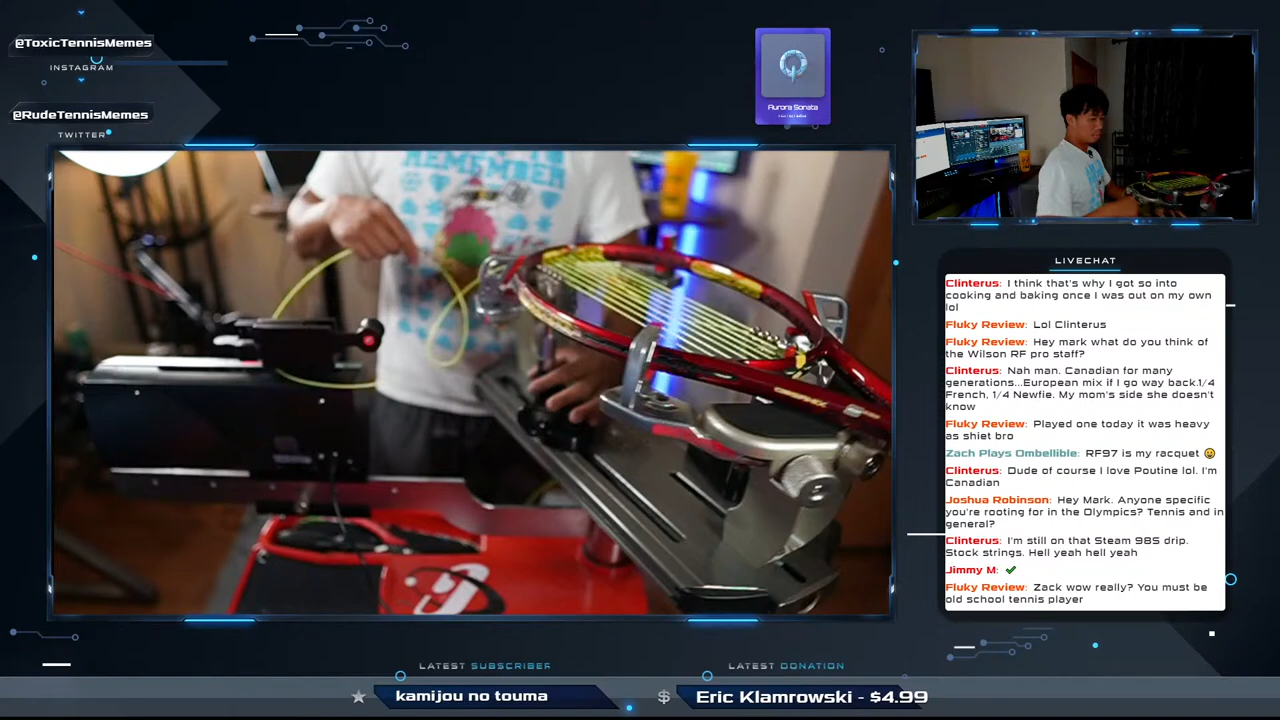 @ToxicTennisMemes
INSTAGRAM
@RudeTennisMemes
TWITTER
Aurora Sonata
REMEMBER
LIVECHAT
Clinterus: I think that's why I got so into
cooking and baking once I was out on my own
lol
Fluky Review: Lol Clinterus
Fluky Review: Hey mark what do you think of
the Wilson RF pro staff?
Clinterus: Nah man. Canadian for many
generations...European mix if I go way back.1/4
French, 1/4 Newfie. My mom's side she doesn't
know
Fluky Review: Played one today it was heavy
as shiet bro
Zach Plays Ombellible: RF97 is my racquet 😃
Clinterus: Dude of course I love Poutine lol. I'm
Canadian
Joshua Robinson: Hey Mark. Anyone specific
you're rooting for in the Olympics? Tennis and in
general?
Clinterus: I'm still on that Steam 98S drip.
Stock strings. Hell yeah hell yeah
Jimmy M: ✔
Fluky Review: Zack wow really? You must be
old school tennis player
LATEST SUBSCRIBER
kamijou no touma
LATEST DONATION
$ Eric Klamrowski - $4.99